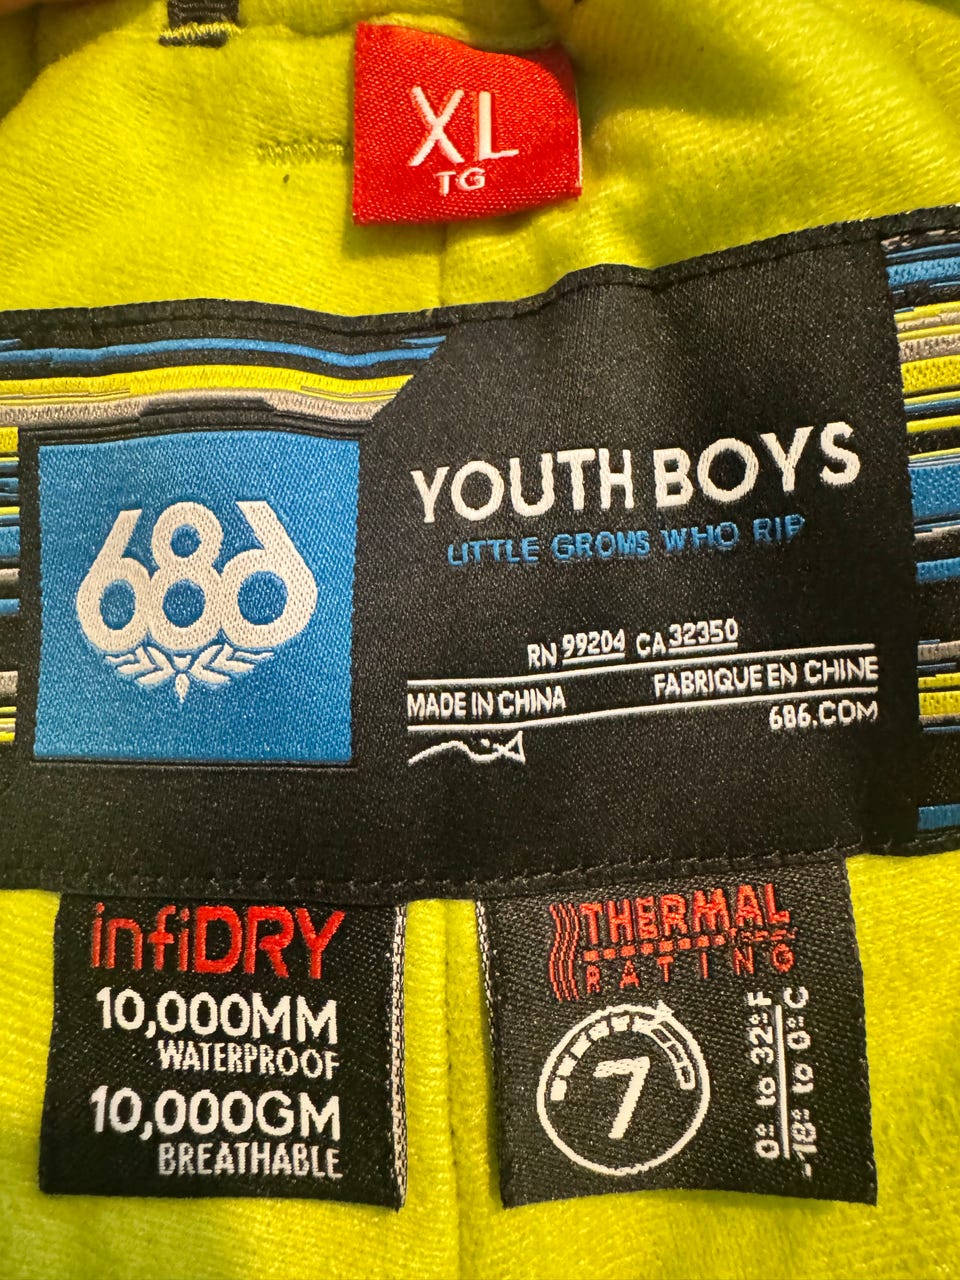 XL
TG
686
YOUTH BOYS
LITTLE GROMS WHO RIP
RN 99204 CA 32350
MADE IN CHINA FABRIQUE EN CHINE
686.COM
infiDRY
10,000MM
WATERPROOF
10,000GM
BREATHABLE
THERMAL
RATING
7
0° to 32° F
-18° to 0° C